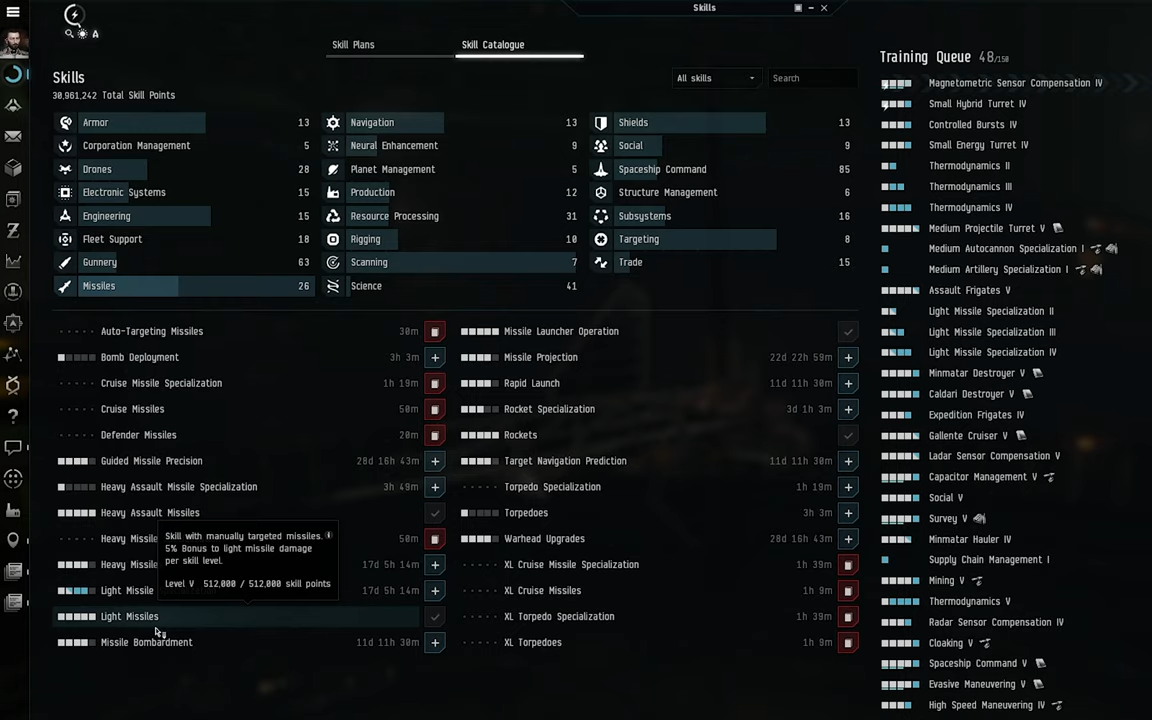 Skills
A
Skill Plans
Skill Catalogue
Skills
30,961,242 Total Skill Points
All skills
Search
Armor 13
Navigation 13
Shields 13
Corporation Management 5
Neural Enhancement 9
Social 9
Drones 28
Planet Management 5
Spaceship Command 85
Electronic Systems 15
Production 12
Structure Management 6
Engineering 15
Resource Processing 31
Subsystems 16
Fleet Support 18
Rigging 10
Targeting 8
Gunnery 63
Scanning 7
Trade 15
Missiles 26
Science 41
Auto-Targeting Missiles 30m
Bomb Deployment 3h 3m
Cruise Missile Specialization 1h 19m
Cruise Missiles 50m
Defender Missiles 20m
Guided Missile Precision 28d 16h 43m
Heavy Assault Missile Specialization 3h 49m
Heavy Assault Missiles
Heavy Missile 50m
Heavy Missile 17d 5h 14m
Light Missile 17d 5h 14m
Light Missiles
Missile Bombardment 11d 11h 30m
Skill with manually targeted missiles.
5% Bonus to light missile damage
per skill level.
Level V 512,000 / 512,000 skill points
Missile Launcher Operation
Missile Projection 22d 22h 59m
Rapid Launch 11d 11h 30m
Rocket Specialization 3d 1h 3m
Rockets
Target Navigation Prediction 11d 11h 30m
Torpedo Specialization 1h 19m
Torpedoes 3h 3m
Warhead Upgrades 28d 16h 43m
XL Cruise Missile Specialization 1h 39m
XL Cruise Missiles 1h 9m
XL Torpedo Specialization 1h 39m
XL Torpedoes 1h 9m
Training Queue 48/150
Magnetometric Sensor Compensation IV
Small Hybrid Turret IV
Controlled Bursts IV
Small Energy Turret IV
Thermodynamics II
Thermodynamics III
Thermodynamics IV
Medium Projectile Turret V
Medium Autocannon Specialization I
Medium Artillery Specialization I
Assault Frigates V
Light Missile Specialization II
Light Missile Specialization III
Light Missile Specialization IV
Minmatar Destroyer V
Caldari Destroyer V
Expedition Frigates IV
Gallente Cruiser V
Ladar Sensor Compensation V
Capacitor Management V
Social V
Survey V
Minmatar Hauler IV
Supply Chain Management I
Mining V
Thermodynamics V
Radar Sensor Compensation IV
Cloaking V
Spaceship Command V
Evasive Maneuvering V
High Speed Maneuvering IV